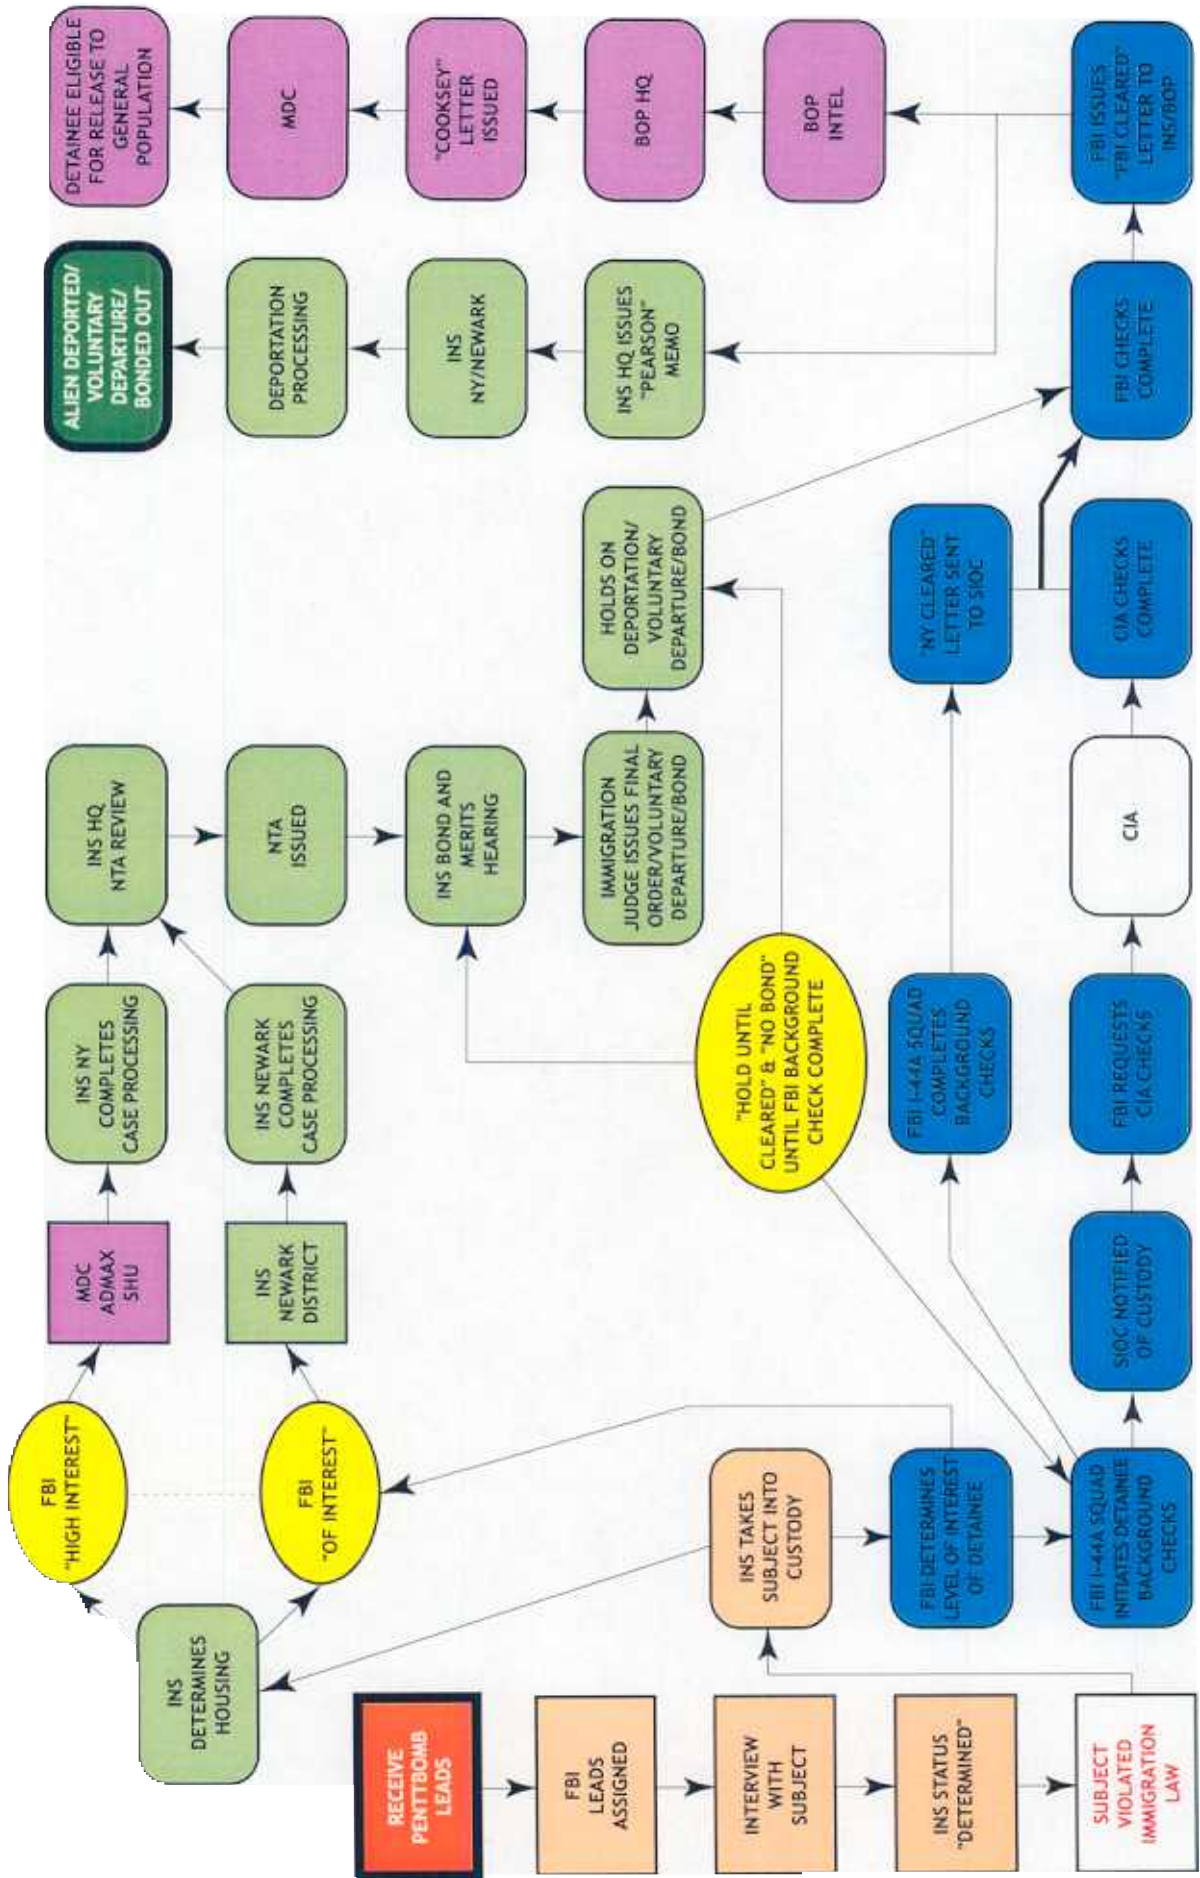 INS
DETERMINES
HOUSING
FBI
"HIGH INTEREST"
MDC
ADMAX
SHU
INS NY
COMPLETES
CASE PROCESSING
INS HQ
NTA REVIEW
ALIEN DEPORTED/
VOLUNTARY
DEPARTURE/
BONDED OUT
DETAINEE ELIGIBLE
FOR RELEASE TO
GENERAL
POPULATION
FBI
"OF INTEREST"
INS
NEWARK
DISTRICT
INS NEWARK
COMPLETES
CASE PROCESSING
NTA
ISSUED
DEPORTATION
PROCESSING
MDC
RECEIVE
PENTTBOMB
LEADS
INS BOND AND
MERITS
HEARING
INS
NY/NEWARK
"COOKSEY"
LETTER
ISSUED
FBI
LEADS
ASSIGNED
IMMIGRATION
JUDGE ISSUES FINAL
ORDER/VOLUNTARY
DEPARTURE/BOND
HOLDS ON
DEPORTATION/
VOLUNTARY
DEPARTURE/BOND
INS HQ ISSUES
"PEARSON"
MEMO
BOP HQ
INTERVIEW
WITH
SUBJECT
INS TAKES
SUBJECT INTO
CUSTODY
"HOLD UNTIL
CLEARED" & "NO BOND"
UNTIL FBI BACKGROUND
CHECK COMPLETE
BOP
INTEL
INS STATUS
"DETERMINED"
FBI DETERMINES
LEVEL OF INTEREST
OF DETAINEE
FBI I-44A SQUAD
COMPLETES
BACKGROUND
CHECKS
"NY CLEARED"
LETTER SENT
TO SIOC
SUBJECT
VIOLATED
IMMIGRATION
LAW
FBI I-44A SQUAD
INITIATES DETAINEE
BACKGROUND
CHECKS
SIOC NOTIFIED
OF CUSTODY
FBI REQUESTS
CIA CHECKS
CIA
CIA CHECKS
COMPLETE
FBI CHECKS
COMPLETE
FBI ISSUES
"FBI CLEARED"
LETTER TO
INS/BOP